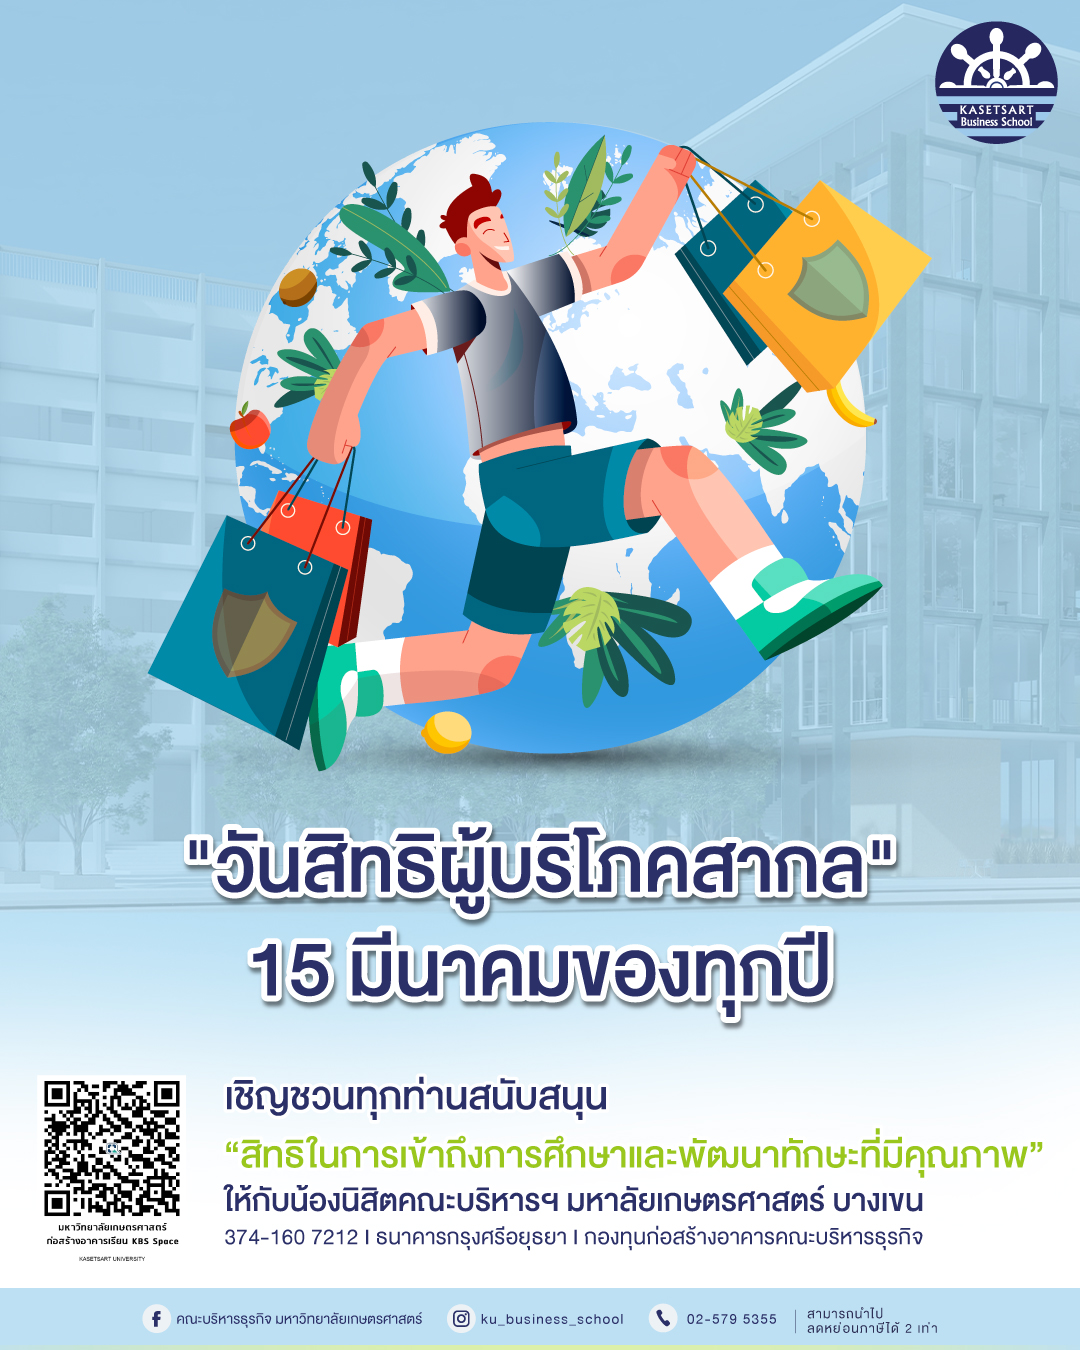 KASETSART
Business School
"วันสิทธิผู้บริโภคสากล"
15 มีนาคมของทุกปี
เชิญชวนทุกท่านสนับสนุน
“สิทธิในการเข้าถึงการศึกษาและพัฒนาทักษะที่มีคุณภาพ”
ให้กับน้องนิสิตคณะบริหารฯ มหาลัยเกษตรศาสตร์ บางเขน
374-160 7212 I ธนาคารกรุงศรีอยุธยา I กองทุนก่อสร้างอาคารคณะบริหารธุรกิจ
มหาวิทยาลัยเกษตรศาสตร์
ก่อสร้างอาคารเรียน KBS Space
KASETSART UNIVERSITY
คณะบริหารธุรกิจ มหาวิทยาลัยเกษตรศาสตร์
ku_business_school
02-579 5355
สามารถนำไป
ลดหย่อนภาษีได้ 2 เท่า